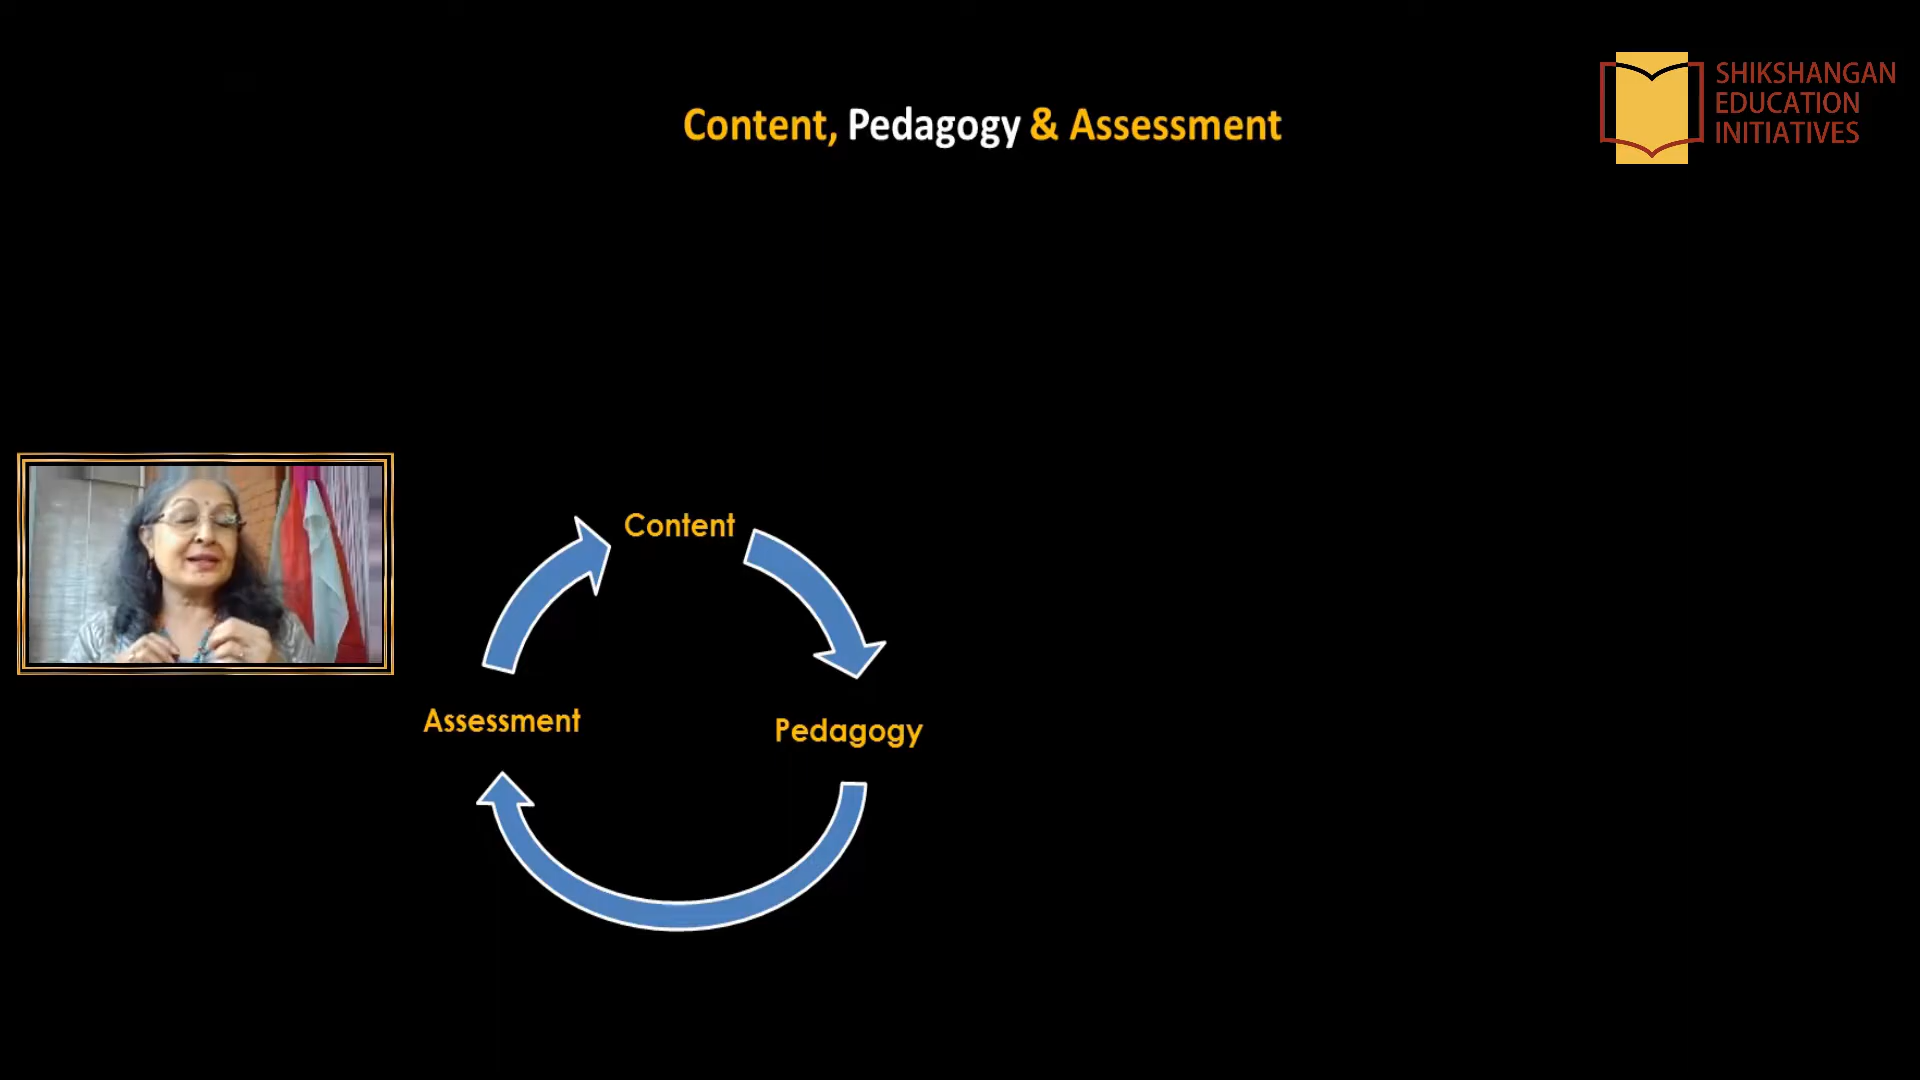 Content, Pedagogy & Assessment
SHIKSHANGAN
EDUCATION
INITIATIVES
Content
Assessment
Pedagogy